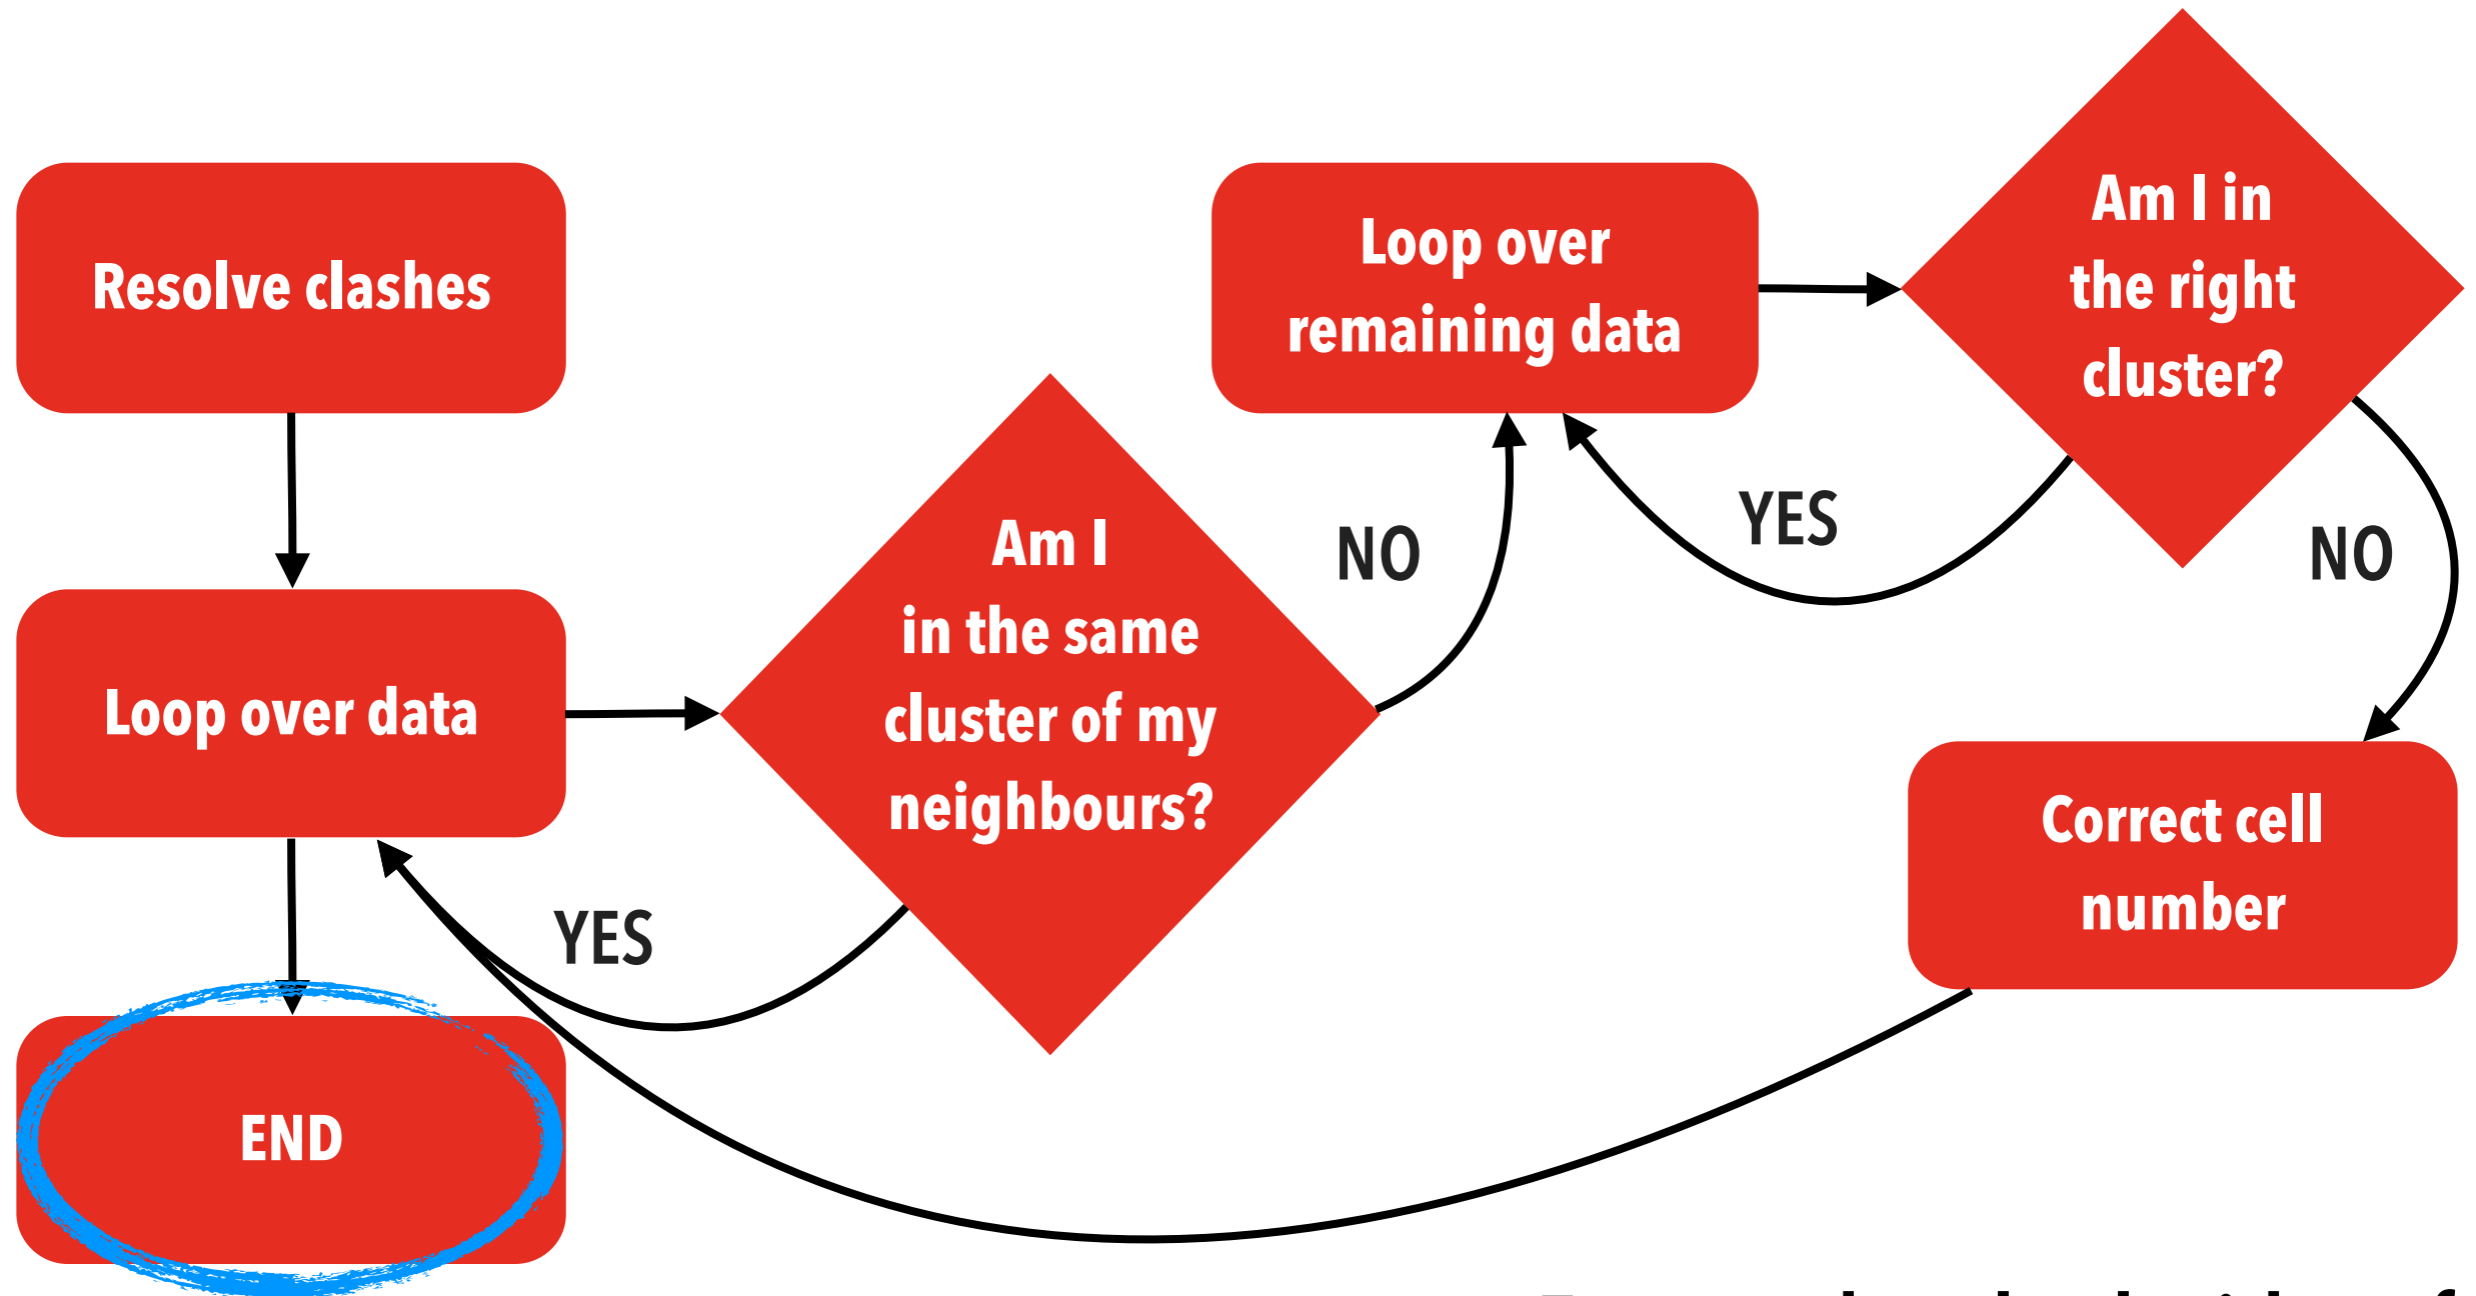 Resolve clashes
Loop over data
END
Am I
in the same
cluster of my
neighbours?
YES
NO
Loop over
remaining data
Am I in
the right
cluster?
YES
NO
Correct cell
number